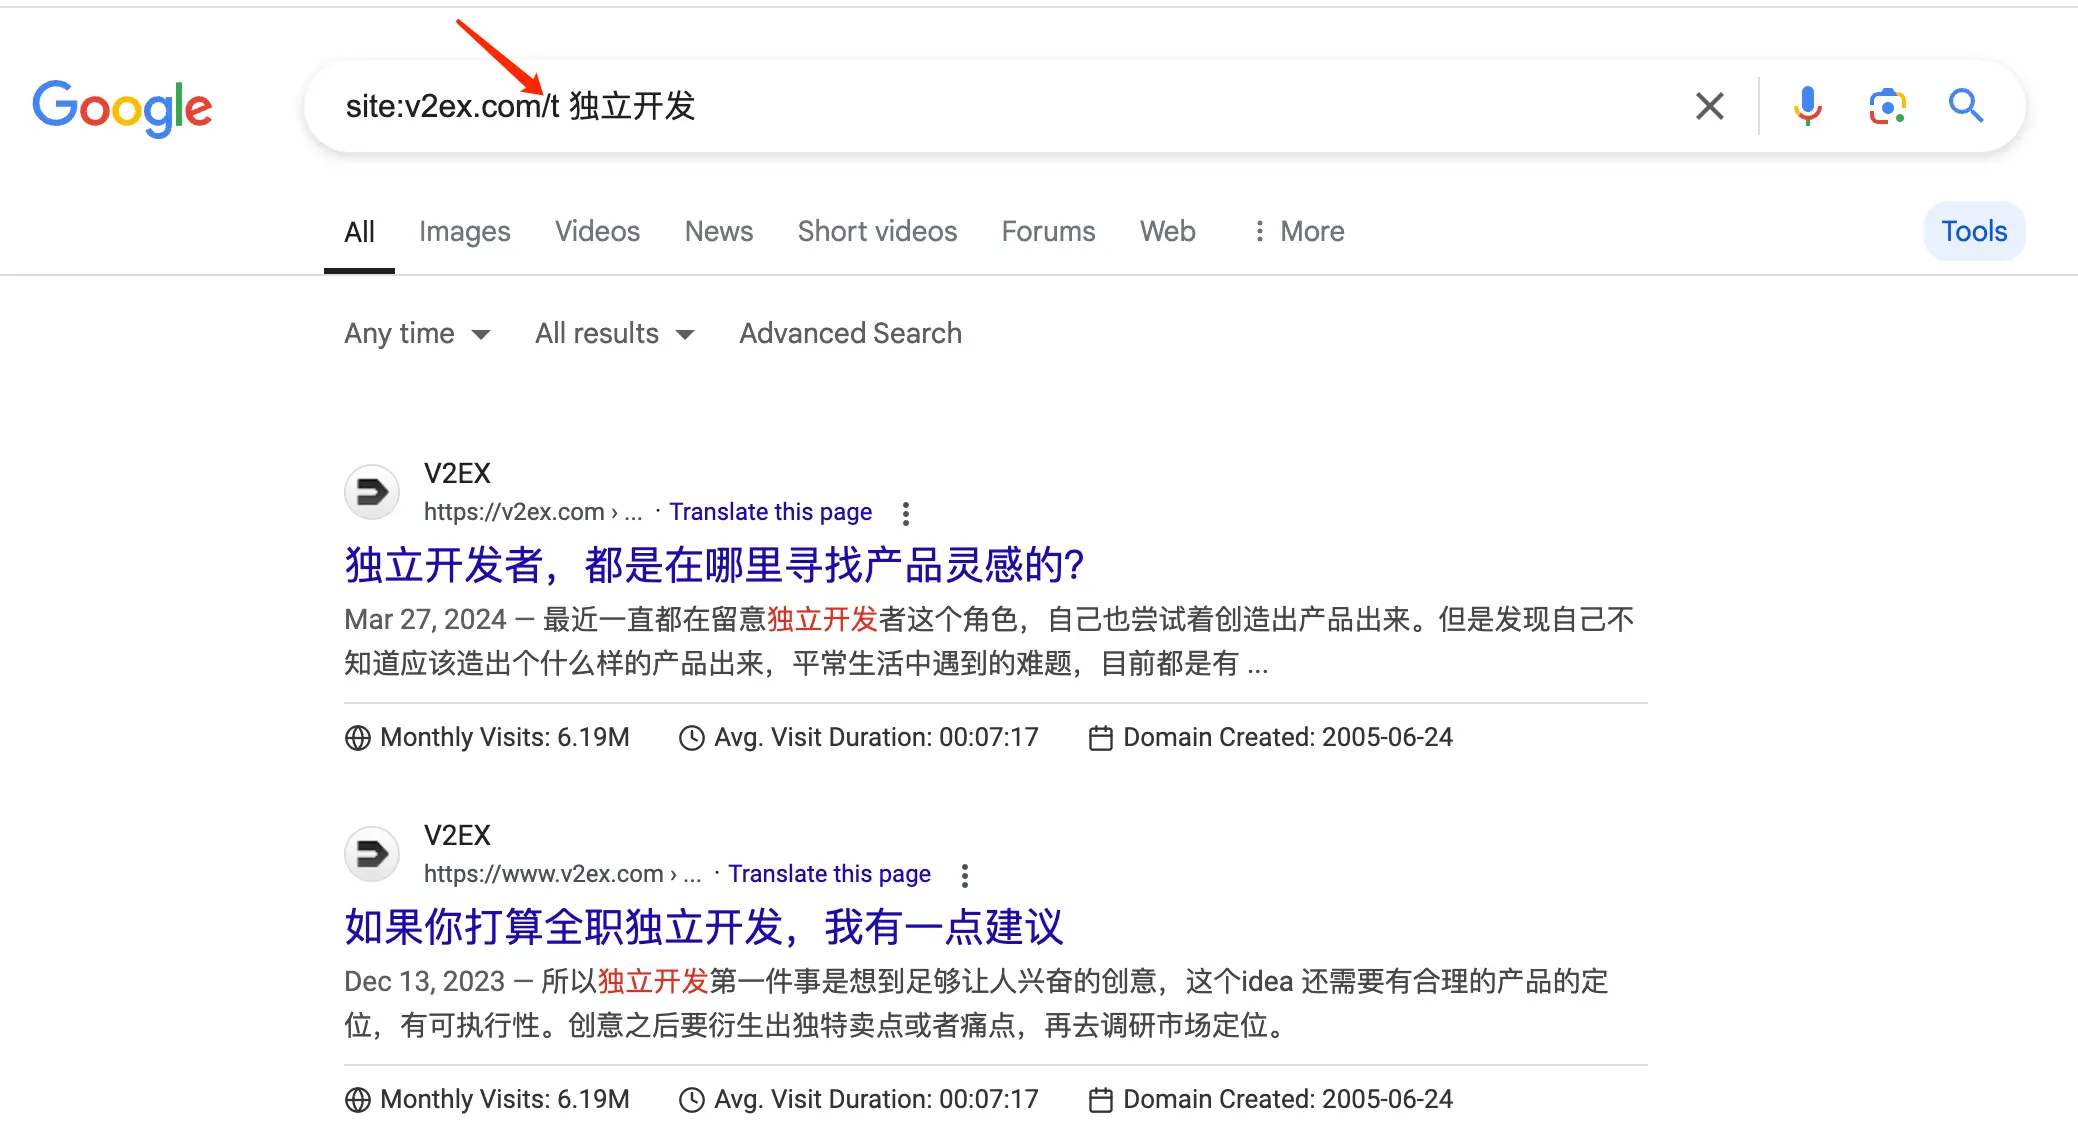 Google
site:v2ex.com/t 独立开发
All Images Videos News Short videos Forums Web More Tools
Any time All results Advanced Search
V2EX
https://v2ex.com › ... · Translate this page
独立开发者，都是在哪里寻找产品灵感的？
Mar 27, 2024 — 最近一直都在留意独立开发者这个角色，自己也尝试着创造出产品出来。但是发现自己不
知道应该造出个什么样的产品出来，平常生活中遇到的难题，目前都是有 ...
Monthly Visits: 6.19M Avg. Visit Duration: 00:07:17 Domain Created: 2005-06-24
V2EX
https://www.v2ex.com › ... · Translate this page
如果你打算全职独立开发，我有一点建议
Dec 13, 2023 — 所以独立开发第一件事是想到足够让人兴奋的创意，这个idea 还需要有合理的产品的定
位，有可执行性。创意之后要衍生出独特卖点或者痛点，再去调研市场定位。
Monthly Visits: 6.19M Avg. Visit Duration: 00:07:17 Domain Created: 2005-06-24